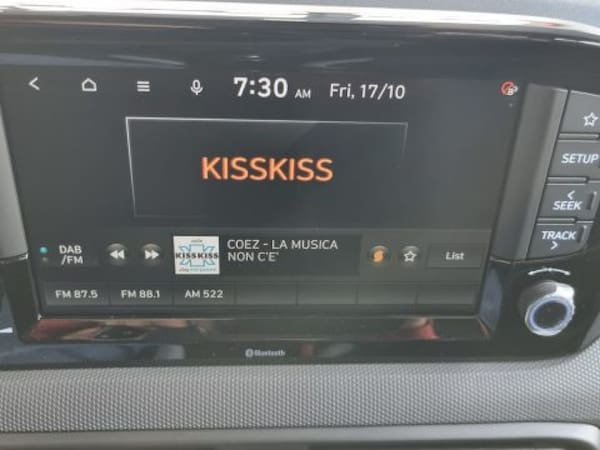 7:30 AM Fri, 17/10
KISSKISS
SETUP
< SEEK
TRACK >
DAB /FM
KISSKISS
COEZ - LA MUSICA
NON C'E'
List
FM 87.5 FM 88.1 AM 522
Bluetooth